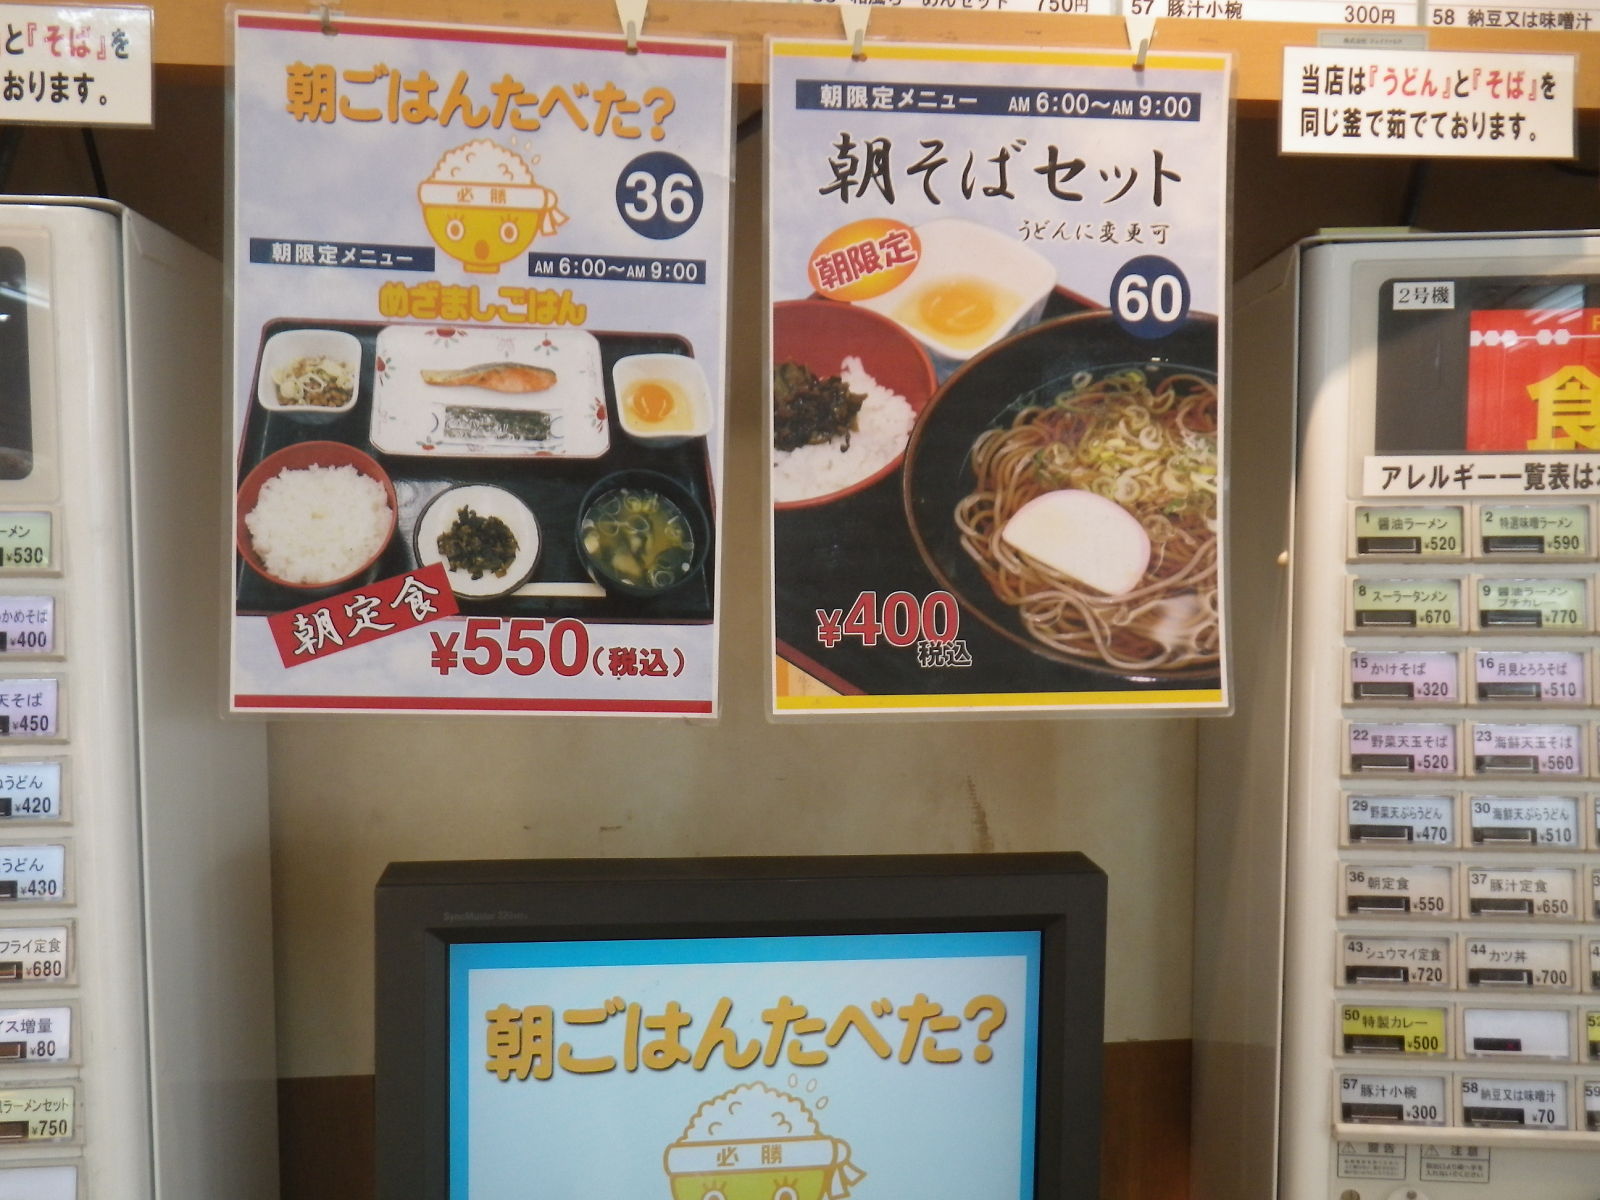 750円
57 豚汁小椀
300円
58 納豆又は味噌汁
と『そば』を
おります。
朝ごはんたべた?
必勝
36
朝限定メニュー
AM 6:00〜AM 9:00
めざましごはん
朝定食
¥550(税込)
朝限定メニュー AM 6:00〜AM 9:00
朝そばセット
うどんに変更可
朝限定
60
¥400
税込
当店は『うどん』と『そば』を
同じ釜で茹でております。
ーメン
¥530
かめそば
¥400
天そば
¥450
うどん
¥420
うどん
¥430
フライ定食
¥680
イス増量
¥80
ラーメンセット
¥750
SyncMaster
朝ごはんたべた?
必勝
2号機
食
アレルギー一覧表は
1 醤油ラーメン ¥520
2 特選味噌ラーメン ¥590
8 スーラータンメン ¥670
9 醤油ラーメン
プチカレー ¥770
15 かけそば ¥320
16 月見とろろそば ¥510
22 野菜天玉そば ¥520
23 海鮮天玉そば ¥560
29 野菜天ぷらうどん ¥470
30 海鮮天ぷらうどん ¥510
36 朝定食 ¥550
37 豚汁定食 ¥650
43 シュウマイ定食 ¥720
44 カツ丼 ¥700
50 特製カレー ¥500
57 豚汁小椀 ¥300
58 納豆又は味噌汁 ¥70
59
警告
注意